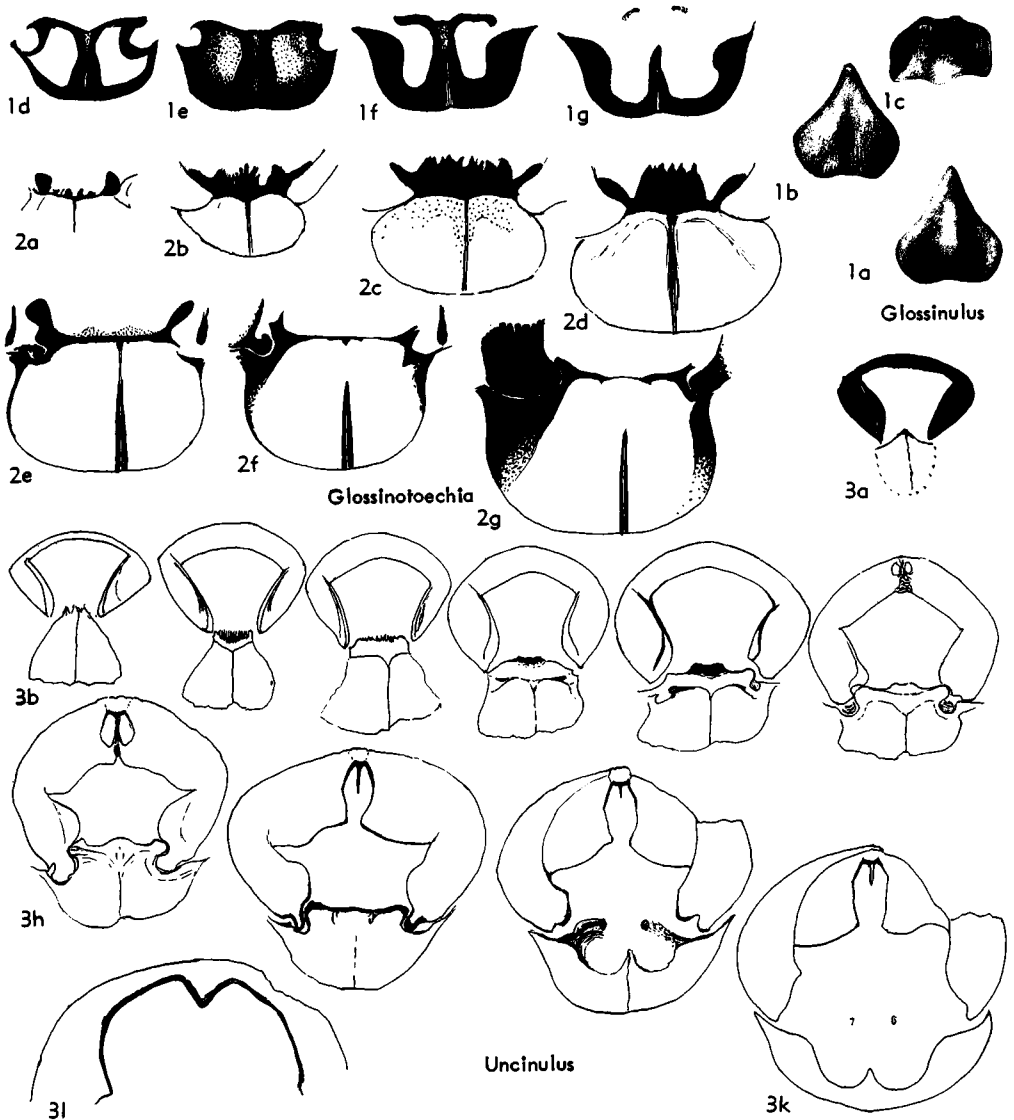 1d
1e
1f
1g
1c
1b
2a
2b
2c
2d
1a
Glossinulus
2e
2f
2g
3a
Glossinotoechia
3b
3h
7 6
Uncinulus
3l
3k